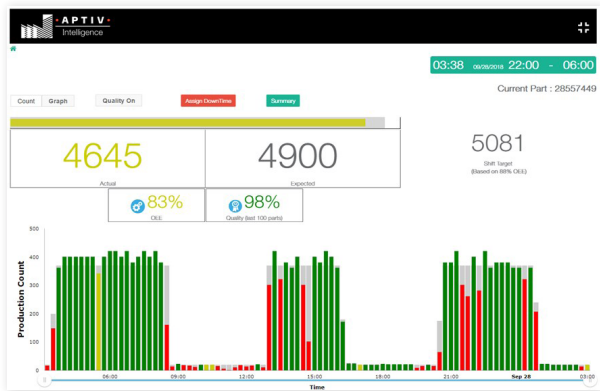 · A P T I V ·
Intelligence
03:38 09/28/2018 22:00 - 06:00
Current Part : 28557449
Count Graph Quality On Assign DownTime Summary
4645
Actual
4900
Expected
5081
Shift Target
(Based on 88% OEE)
83%
OEE
98%
Quality (last 100 parts)
Production Count
500
400
300
200
100
0
06:00 09:00 12:00 15:00 18:00 21:00 Sep 28 03:00
Time